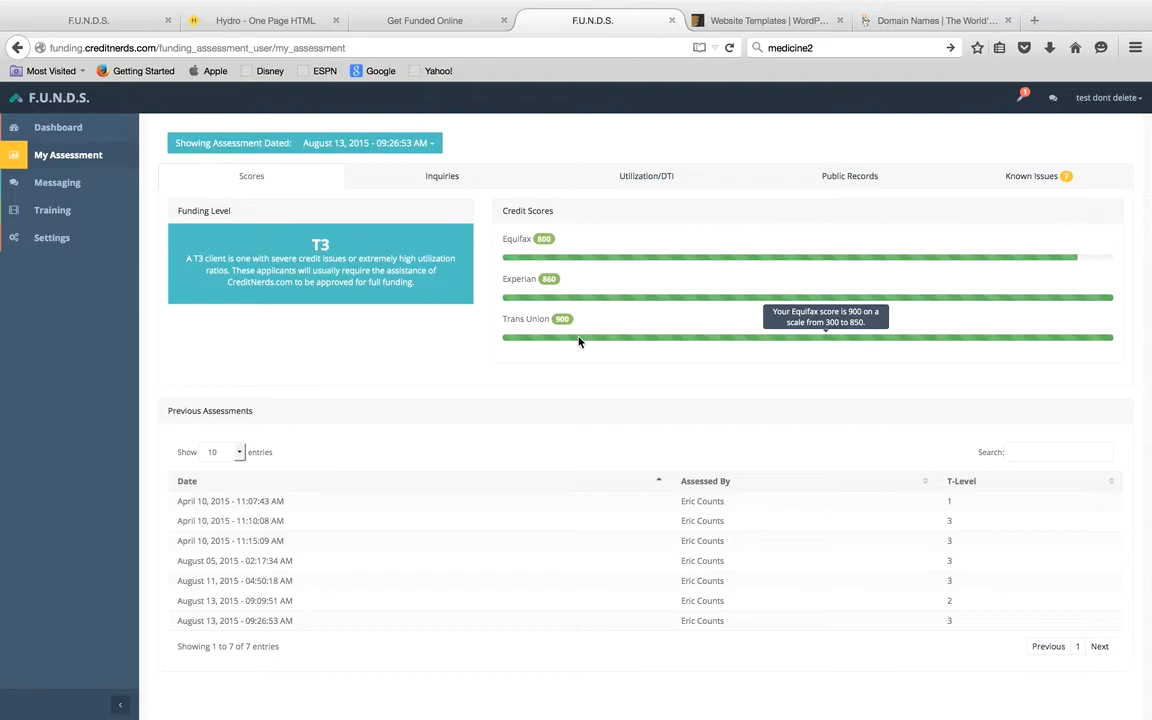 F.U.N.D.S.
Hydro - One Page HTML
Get Funded Online
F.U.N.D.S.
Website Templates | WordP...
Domain Names | The World'...
funding.creditnerds.com/funding_assessment_user/my_assessment
medicine2
Most Visited
Getting Started
Apple
Disney
ESPN
Google
Yahoo!
F.U.N.D.S.
1
test dont delete
Dashboard
My Assessment
Messaging
Training
Settings
Showing Assessment Dated: August 13, 2015 - 09:26:53 AM
Scores
Inquiries
Utilization/DTI
Public Records
Known Issues 7
Funding Level
T3
A T3 client is one with severe credit issues or extremely high utilization
ratios. These applicants will usually require the assistance of
CreditNerds.com to be approved for full funding.
Credit Scores
Equifax 800
Experian 860
Trans Union 900
Your Equifax score is 900 on a
scale from 300 to 850.
Previous Assessments
Show 10 entries
Search:
Date Assessed By T-Level
April 10, 2015 - 11:07:43 AM Eric Counts 1
April 10, 2015 - 11:10:08 AM Eric Counts 3
April 10, 2015 - 11:15:09 AM Eric Counts 3
August 05, 2015 - 02:17:34 AM Eric Counts 3
August 11, 2015 - 04:50:18 AM Eric Counts 3
August 13, 2015 - 09:09:51 AM Eric Counts 2
August 13, 2015 - 09:26:53 AM Eric Counts 3
Showing 1 to 7 of 7 entries
Previous 1 Next